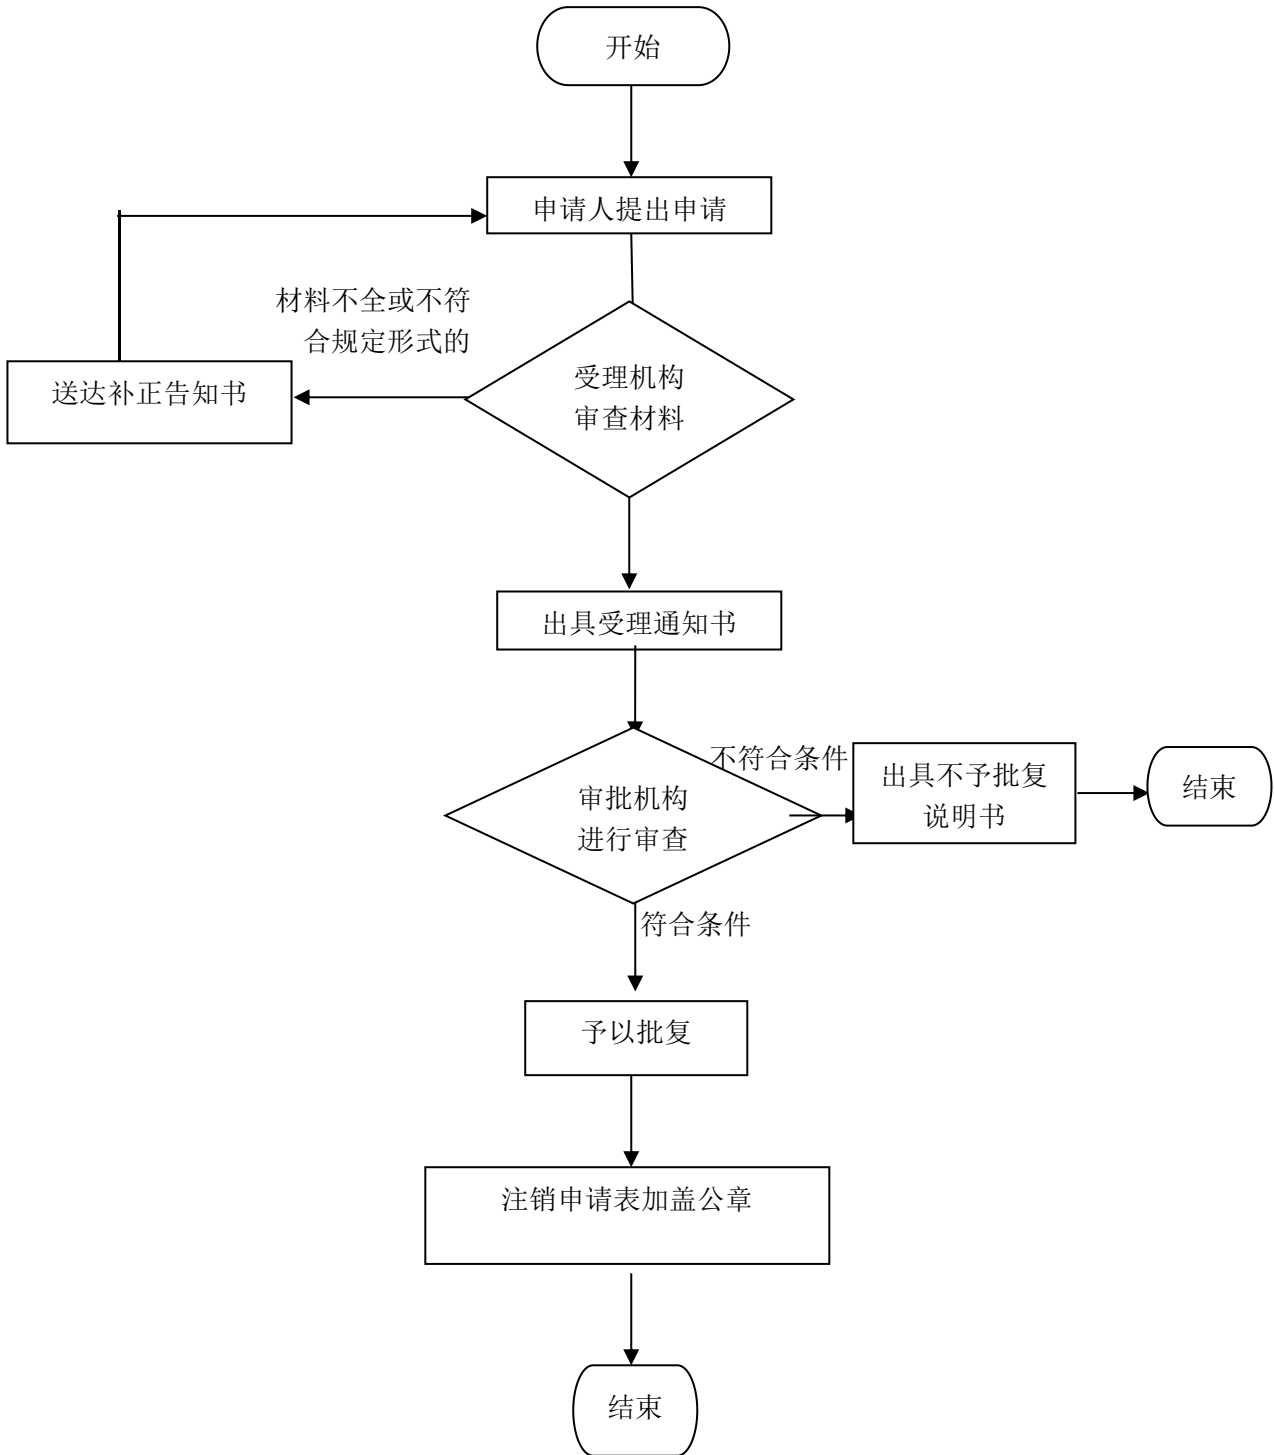 开始
申请人提出申请
材料不全或不符
合规定形式的
送达补正告知书
受理机构
审查材料
出具受理通知书
不符合条件
出具不予批复
说明书
结束
审批机构
进行审查
符合条件
予以批复
注销申请表加盖公章
结束